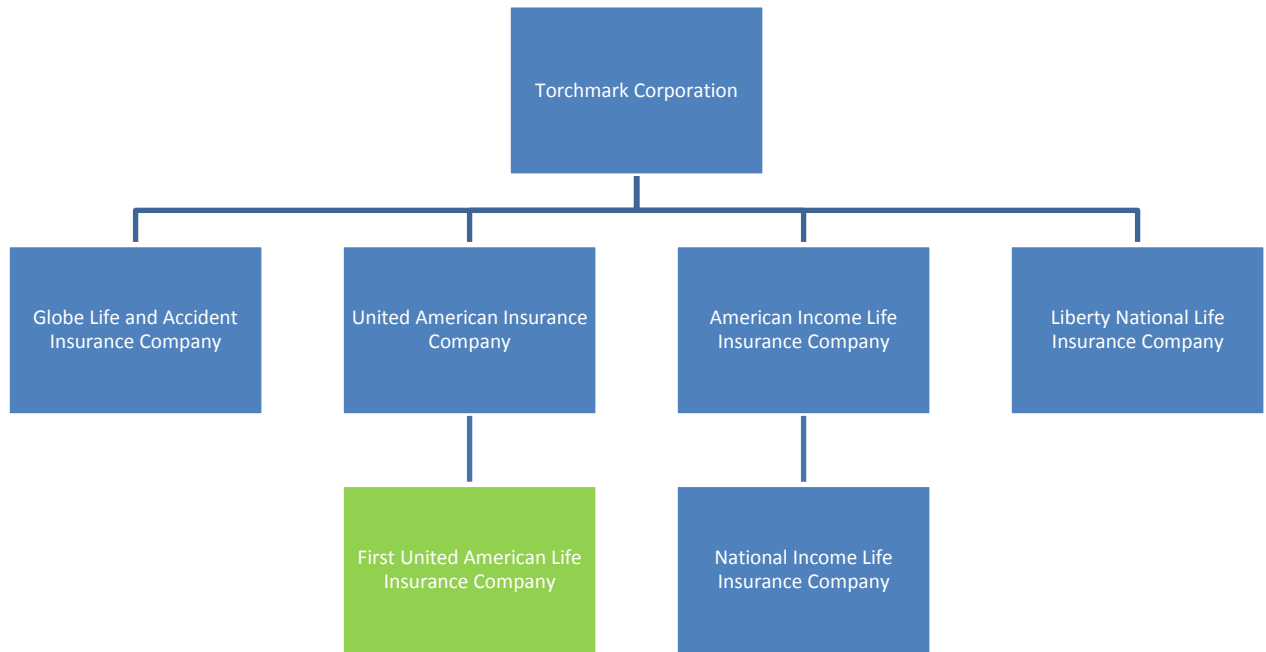 Torchmark Corporation
Globe Life and Accident
Insurance Company
United American Insurance
Company
American Income Life
Insurance Company
Liberty National Life
Insurance Company
First United American Life
Insurance Company
National Income Life
Insurance Company